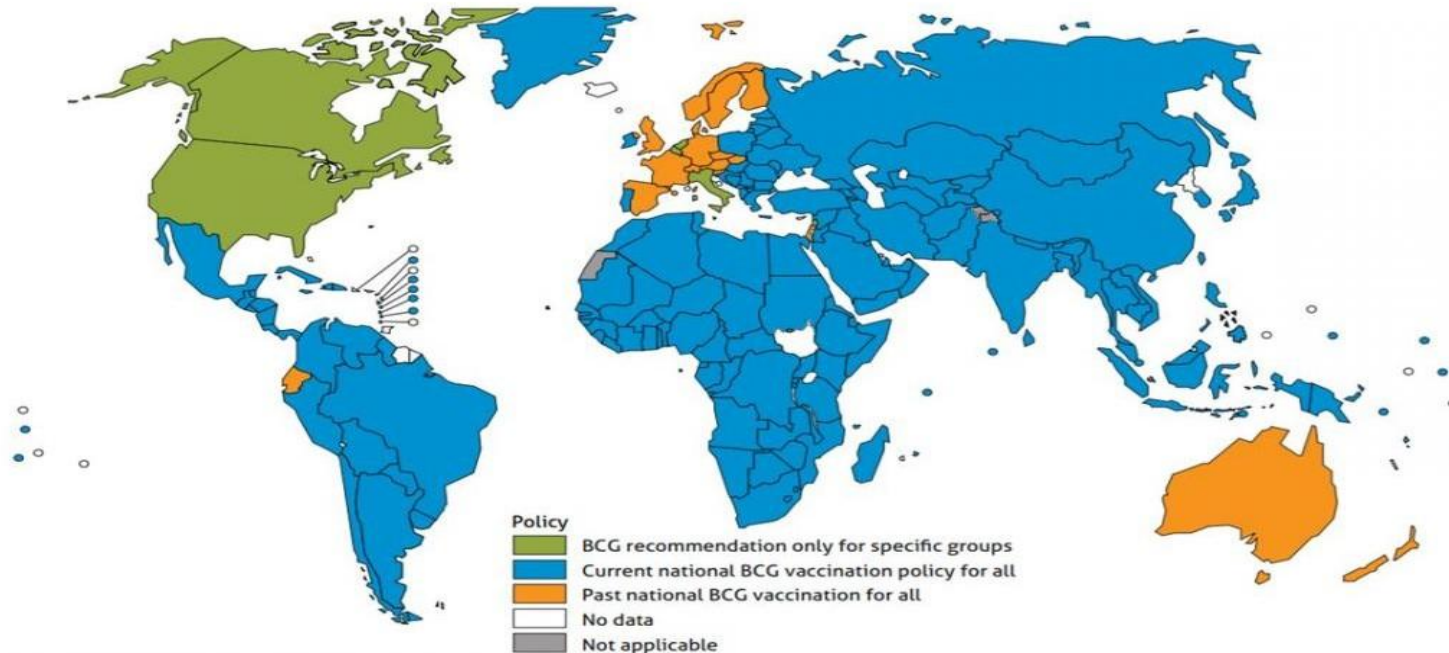 Policy
BCG recommendation only for specific groups
Current national BCG vaccination policy for all
Past national BCG vaccination for all
No data
Not applicable